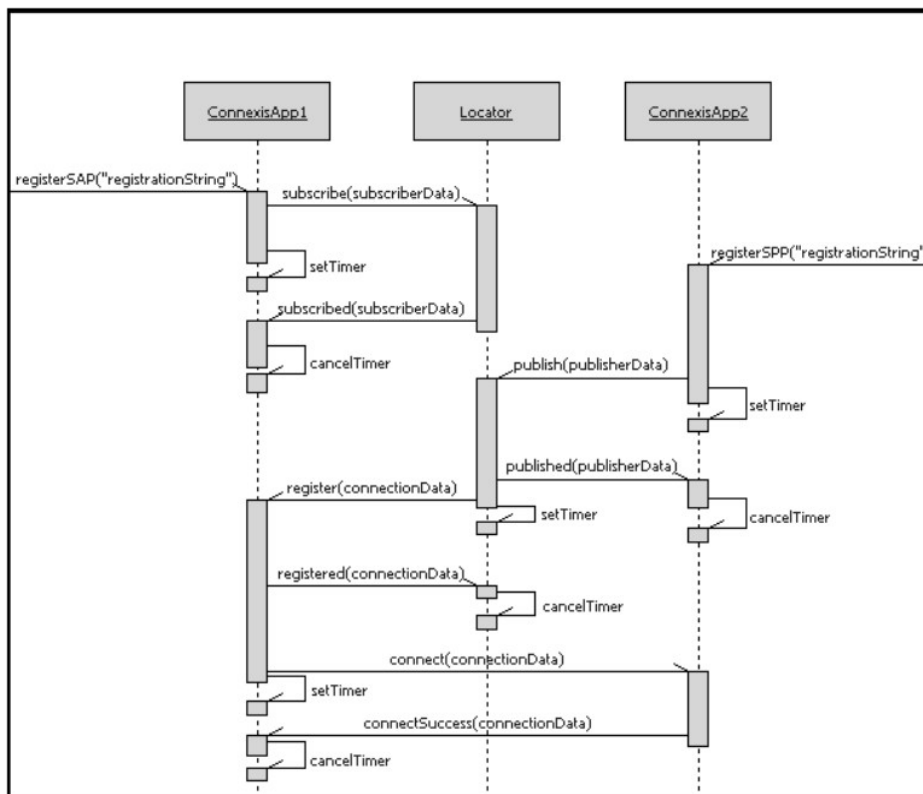 ConnexisApp1
Locator
ConnexisApp2
registerSAP("registrationString")
subscribe(subscriberData)
setTimer
registerSPP("registrationString"
subscribed(subscriberData)
cancelTimer
publish(publisherData)
setTimer
published(publisherData)
register(connectionData)
setTimer
cancelTimer
registered(connectionData)
cancelTimer
connect(connectionData)
setTimer
connectSuccess(connectionData)
cancelTimer